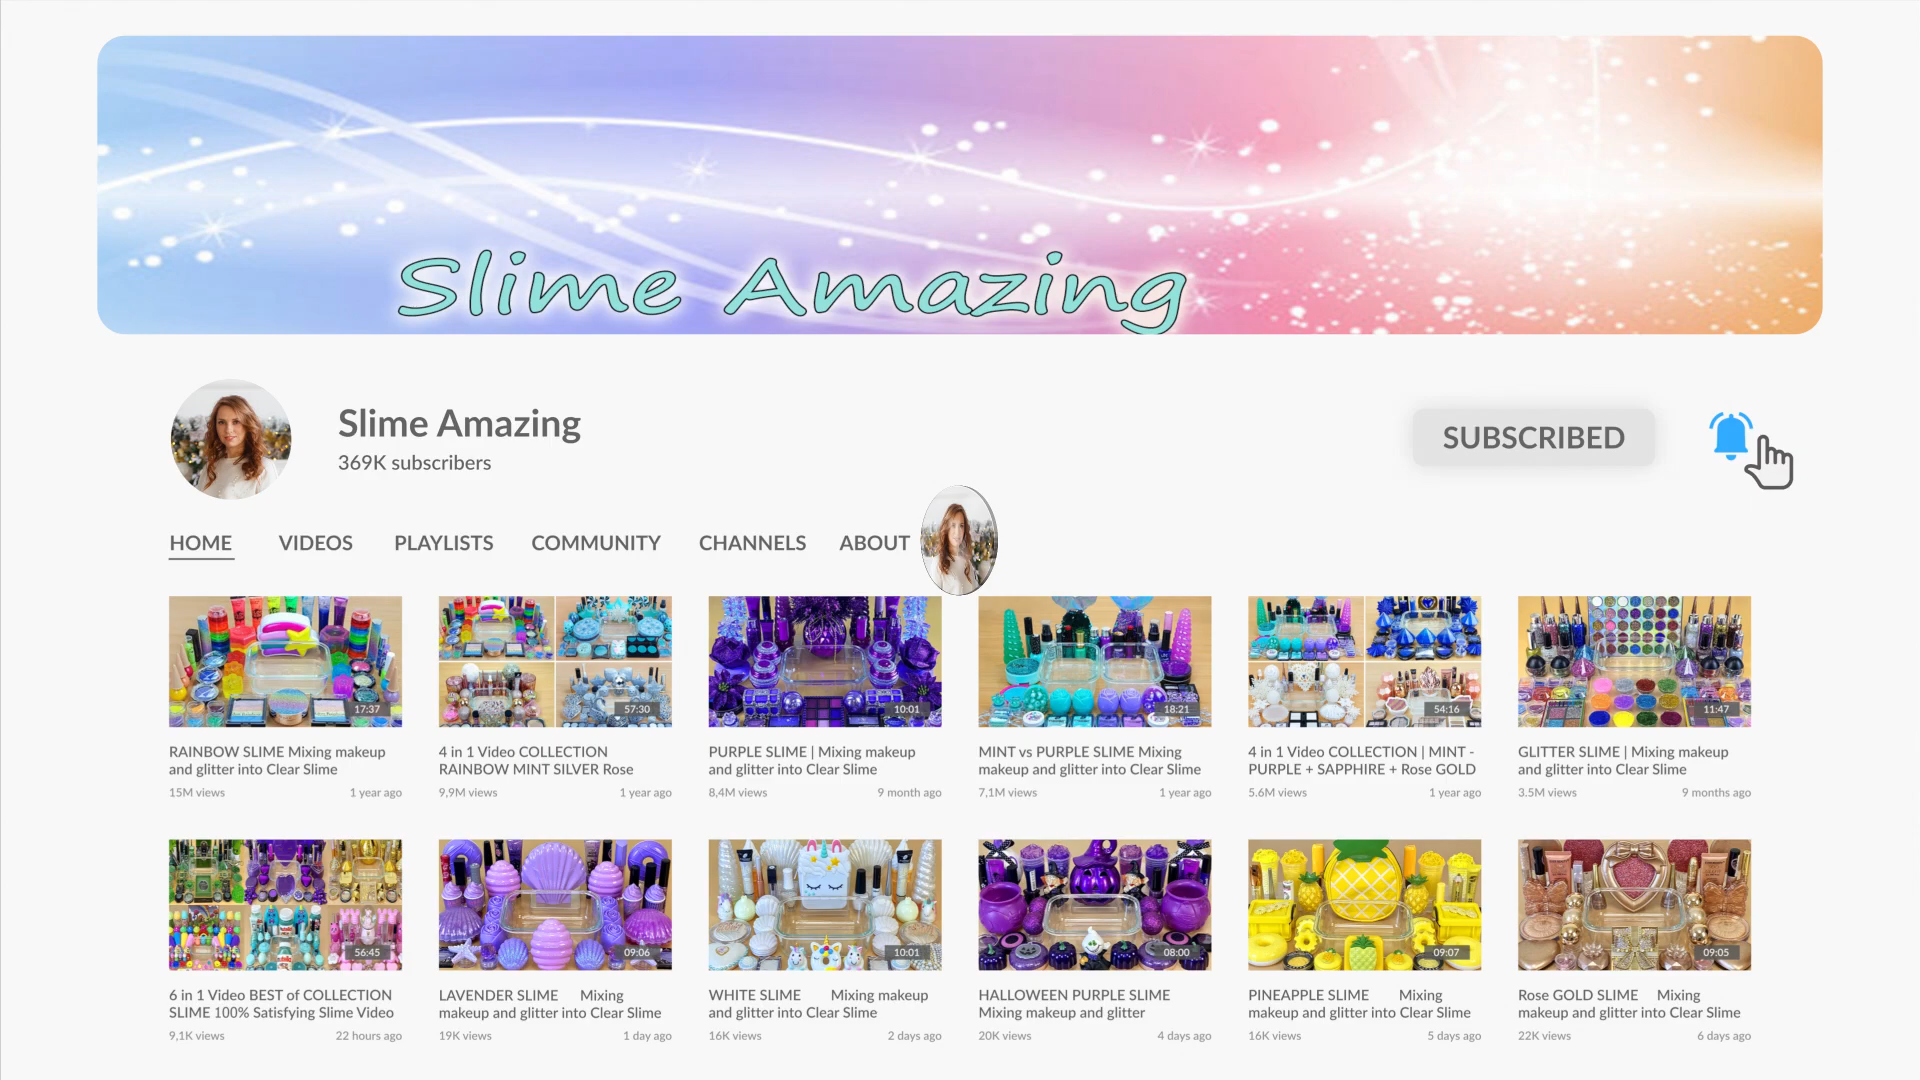 Slime Amazing
Slime Amazing
369K subscribers
SUBSCRIBED
HOME VIDEOS PLAYLISTS COMMUNITY CHANNELS ABOUT
17:37
57:30
10:01
18:21
54:16
11:47
RAINBOW SLIME Mixing makeup
and glitter into Clear Slime
15M views 1 year ago
4 in 1 Video COLLECTION
RAINBOW MINT SILVER Rose
9,9M views 1 year ago
PURPLE SLIME | Mixing makeup
and glitter into Clear Slime
8,4M views 9 month ago
MINT vs PURPLE SLIME Mixing
makeup and glitter into Clear Slime
7,1M views 1 year ago
4 in 1 Video COLLECTION | MINT -
PURPLE + SAPPHIRE + Rose GOLD
5.6M views 1 year ago
GLITTER SLIME | Mixing makeup
and glitter into Clear Slime
3.5M views 9 months ago
56:45
09:06
10:01
08:00
09:07
09:05
6 in 1 Video BEST of COLLECTION
SLIME 100% Satisfying Slime Video
9,1K views 22 hours ago
LAVENDER SLIME Mixing
makeup and glitter into Clear Slime
19K views 1 day ago
WHITE SLIME Mixing makeup
and glitter into Clear Slime
16K views 2 days ago
HALLOWEEN PURPLE SLIME
Mixing makeup and glitter
20K views 4 days ago
PINEAPPLE SLIME Mixing
makeup and glitter into Clear Slime
16K views 5 days ago
Rose GOLD SLIME Mixing
makeup and glitter into Clear Slime
22K views 6 days ago